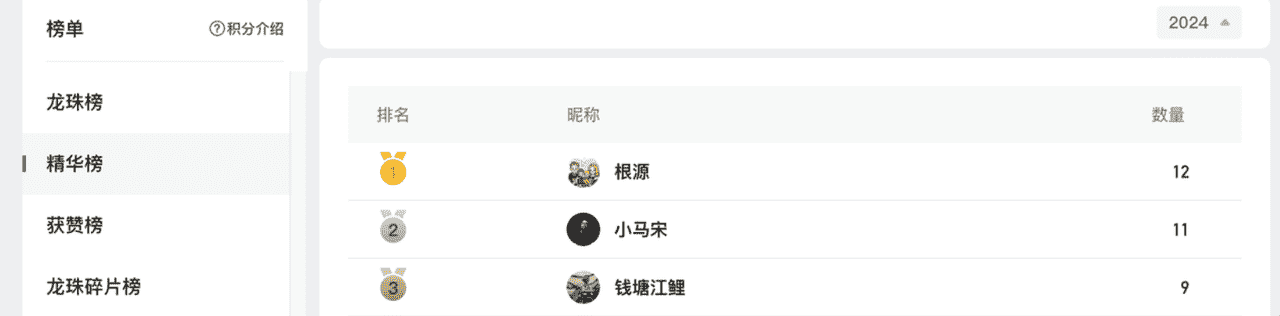 榜单
积分介绍
龙珠榜
精华榜
获赞榜
龙珠碎片榜
2024
排名 昵称 数量
1 根源 12
2 小马宋 11
3 钱塘江鲤 9